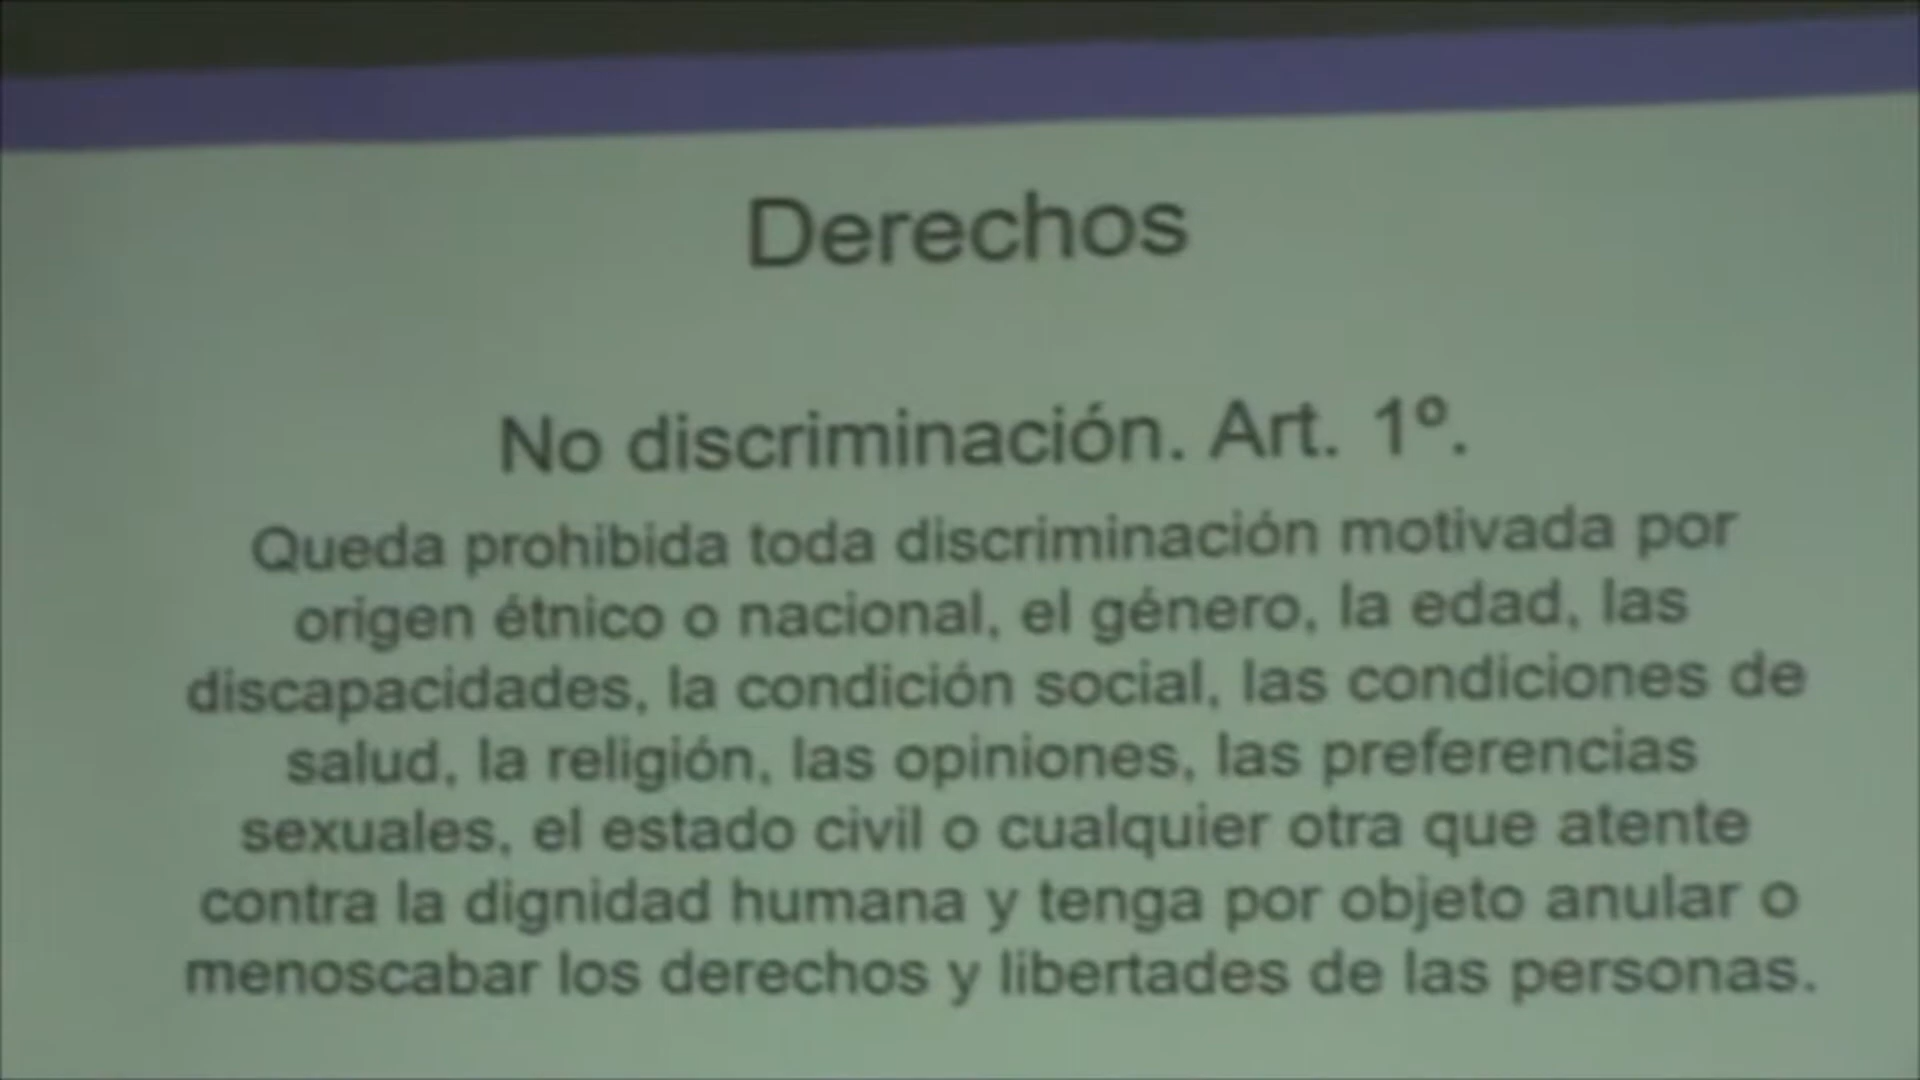 Derechos
No discriminación. Art. 1º.
Queda prohibida toda discriminación motivada por
origen étnico o nacional, el género, la edad, las
discapacidades, la condición social, las condiciones de
salud, la religión, las opiniones, las preferencias
sexuales, el estado civil o cualquier otra que atente
contra la dignidad humana y tenga por objeto anular o
menoscabar los derechos y libertades de las personas.